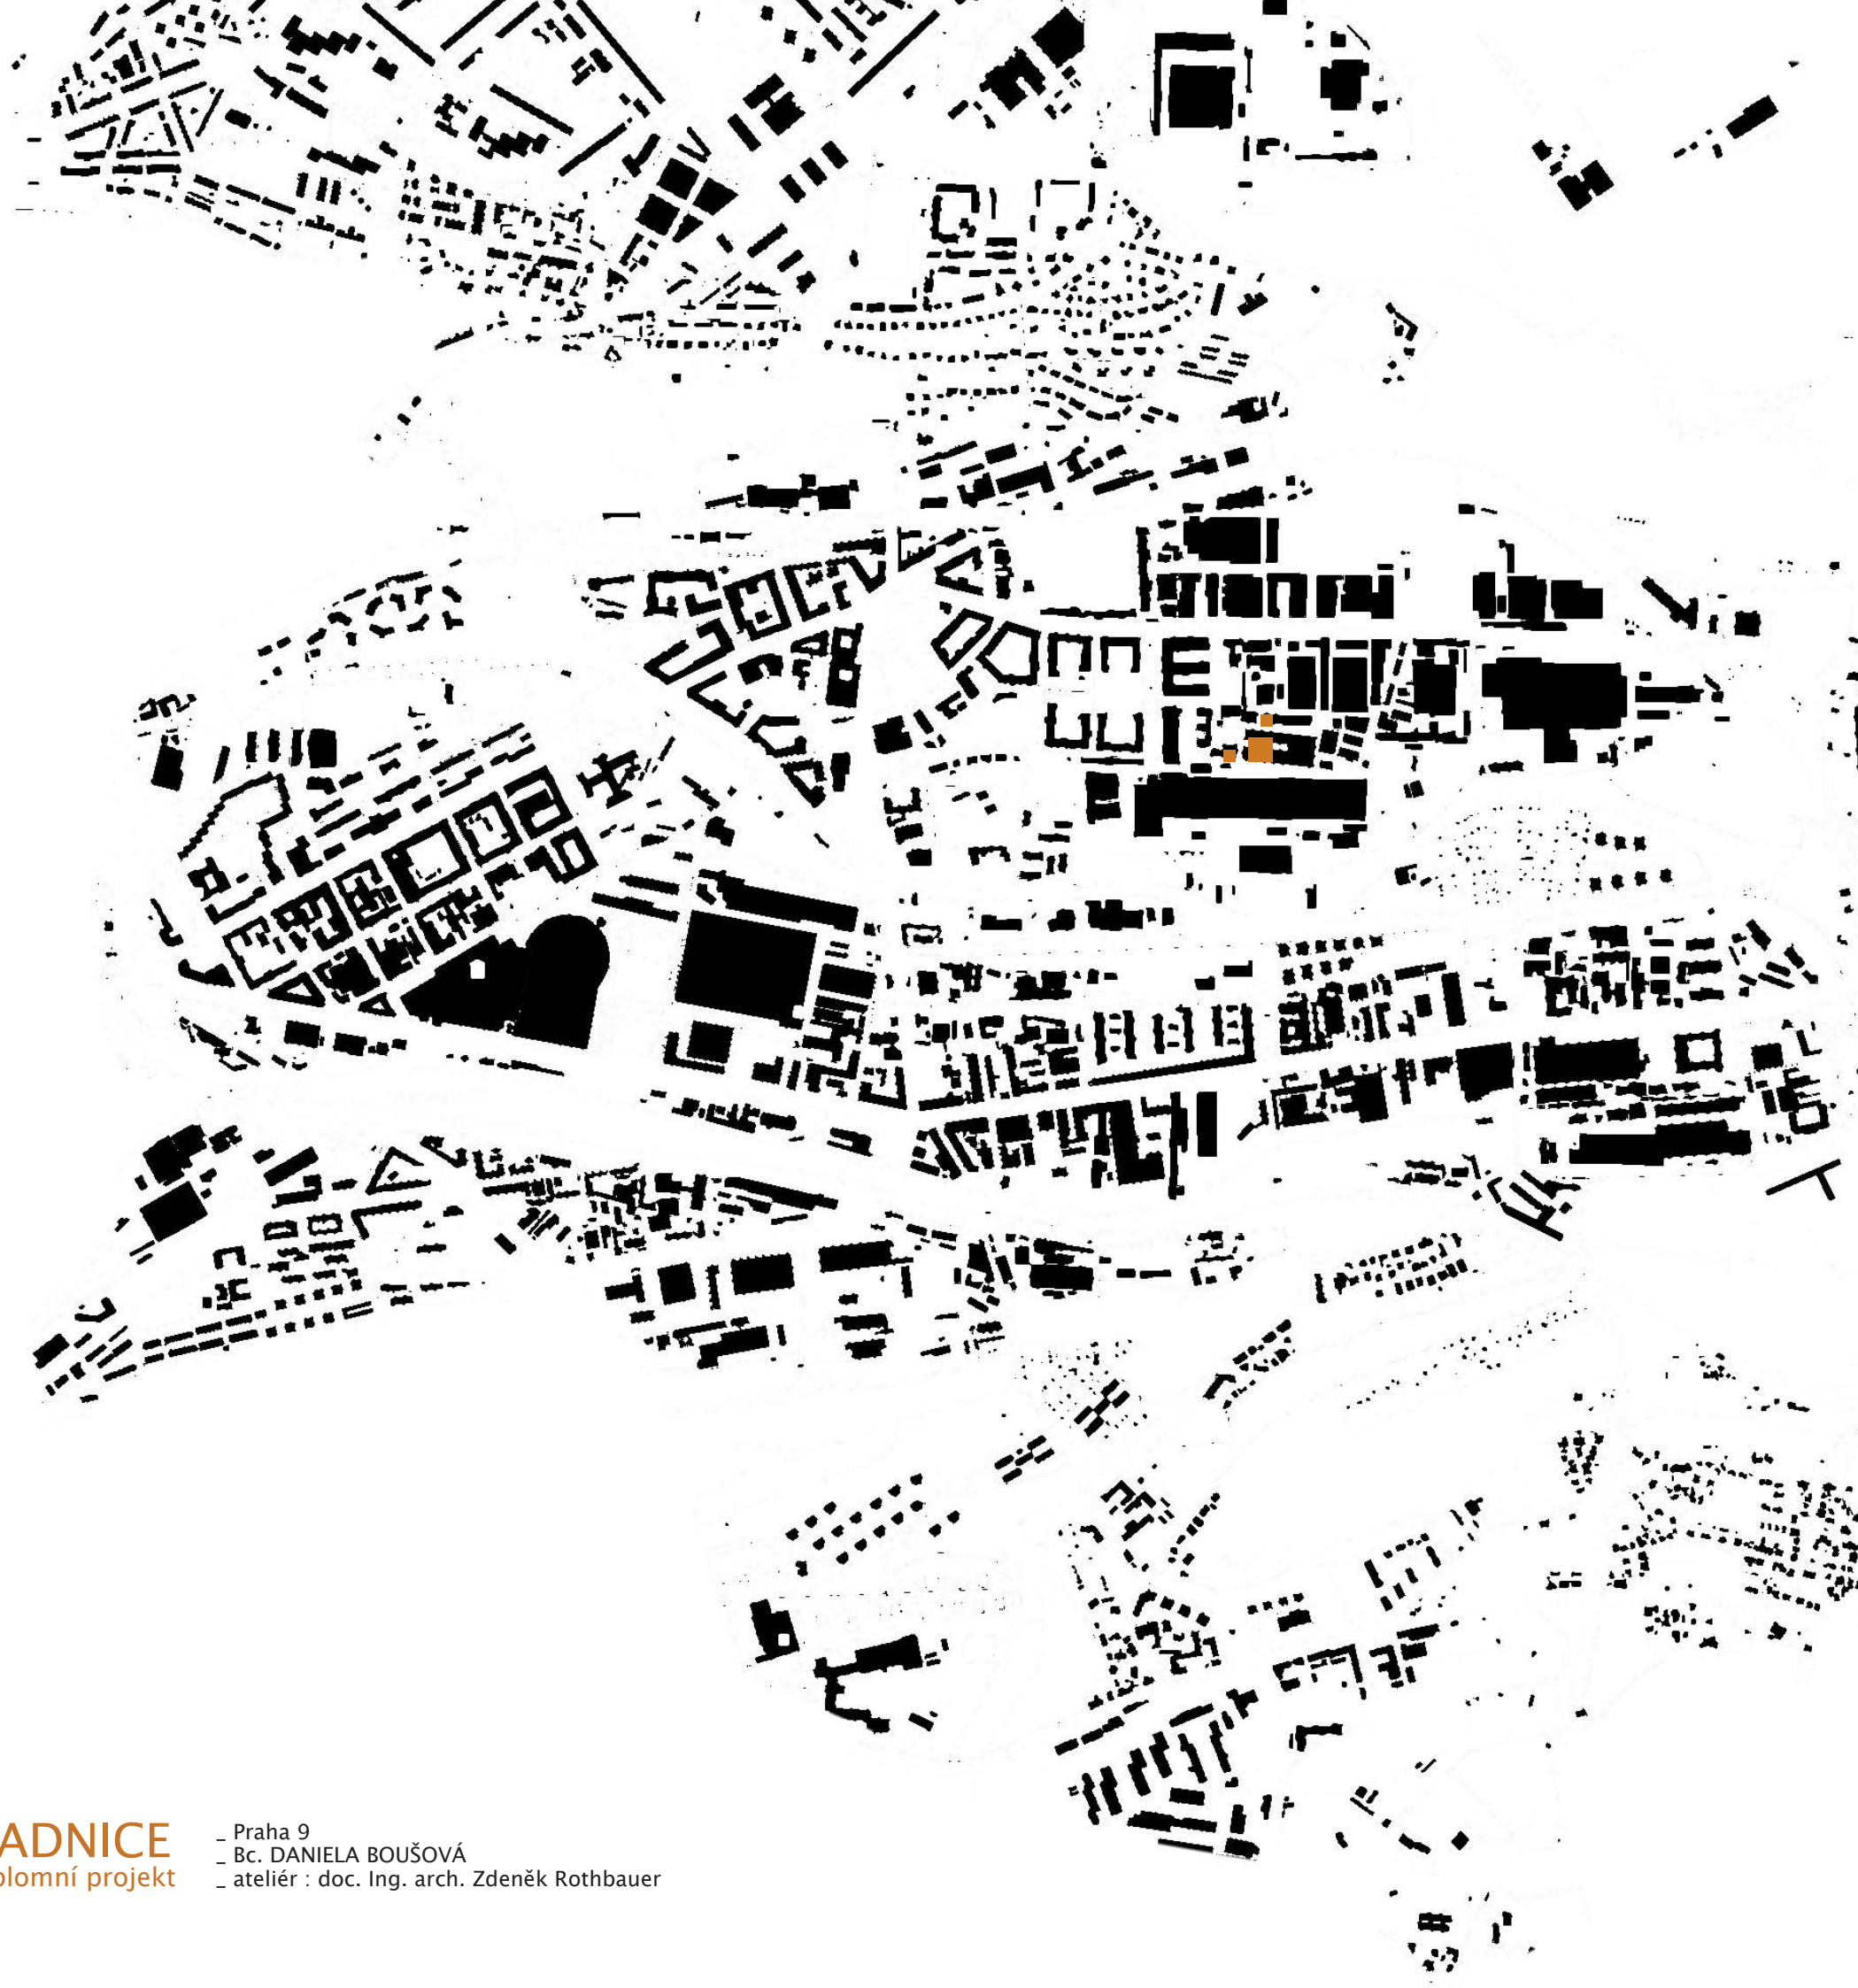 ADNICE
plomní projekt
_ Praha 9
_ Bc. DANIELA BOUŠOVÁ
_ ateliér : doc. Ing. arch. Zdeněk Rothbauer